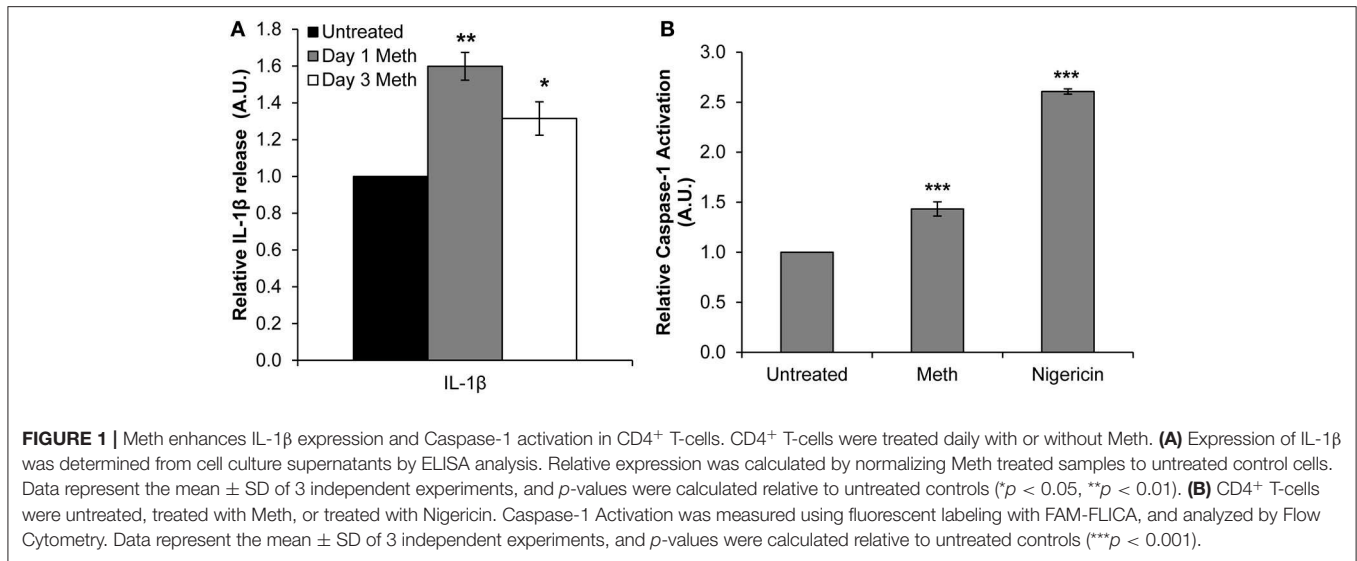 A
Relative IL-1β release (A.U.)
1.8
1.6
1.4
1.2
1.0
0.8
0.6
0.4
0.2
0.0
Untreated
Day 1 Meth
Day 3 Meth
**
*
IL-1β
B
Relative Caspase-1 Activation
(A.U.)
3.0
2.5
2.0
1.5
1.0
0.5
0.0
***
***
Untreated Meth Nigericin
FIGURE 1 | Meth enhances IL-1β expression and Caspase-1 activation in CD4⁺ T-cells. CD4⁺ T-cells were treated daily with or without Meth. (A) Expression of IL-1β
was determined from cell culture supernatants by ELISA analysis. Relative expression was calculated by normalizing Meth treated samples to untreated control cells.
Data represent the mean ± SD of 3 independent experiments, and p-values were calculated relative to untreated controls (*p < 0.05, **p < 0.01). (B) CD4⁺ T-cells
were untreated, treated with Meth, or treated with Nigericin. Caspase-1 Activation was measured using fluorescent labeling with FAM-FLICA, and analyzed by Flow
Cytometry. Data represent the mean ± SD of 3 independent experiments, and p-values were calculated relative to untreated controls (***p < 0.001).